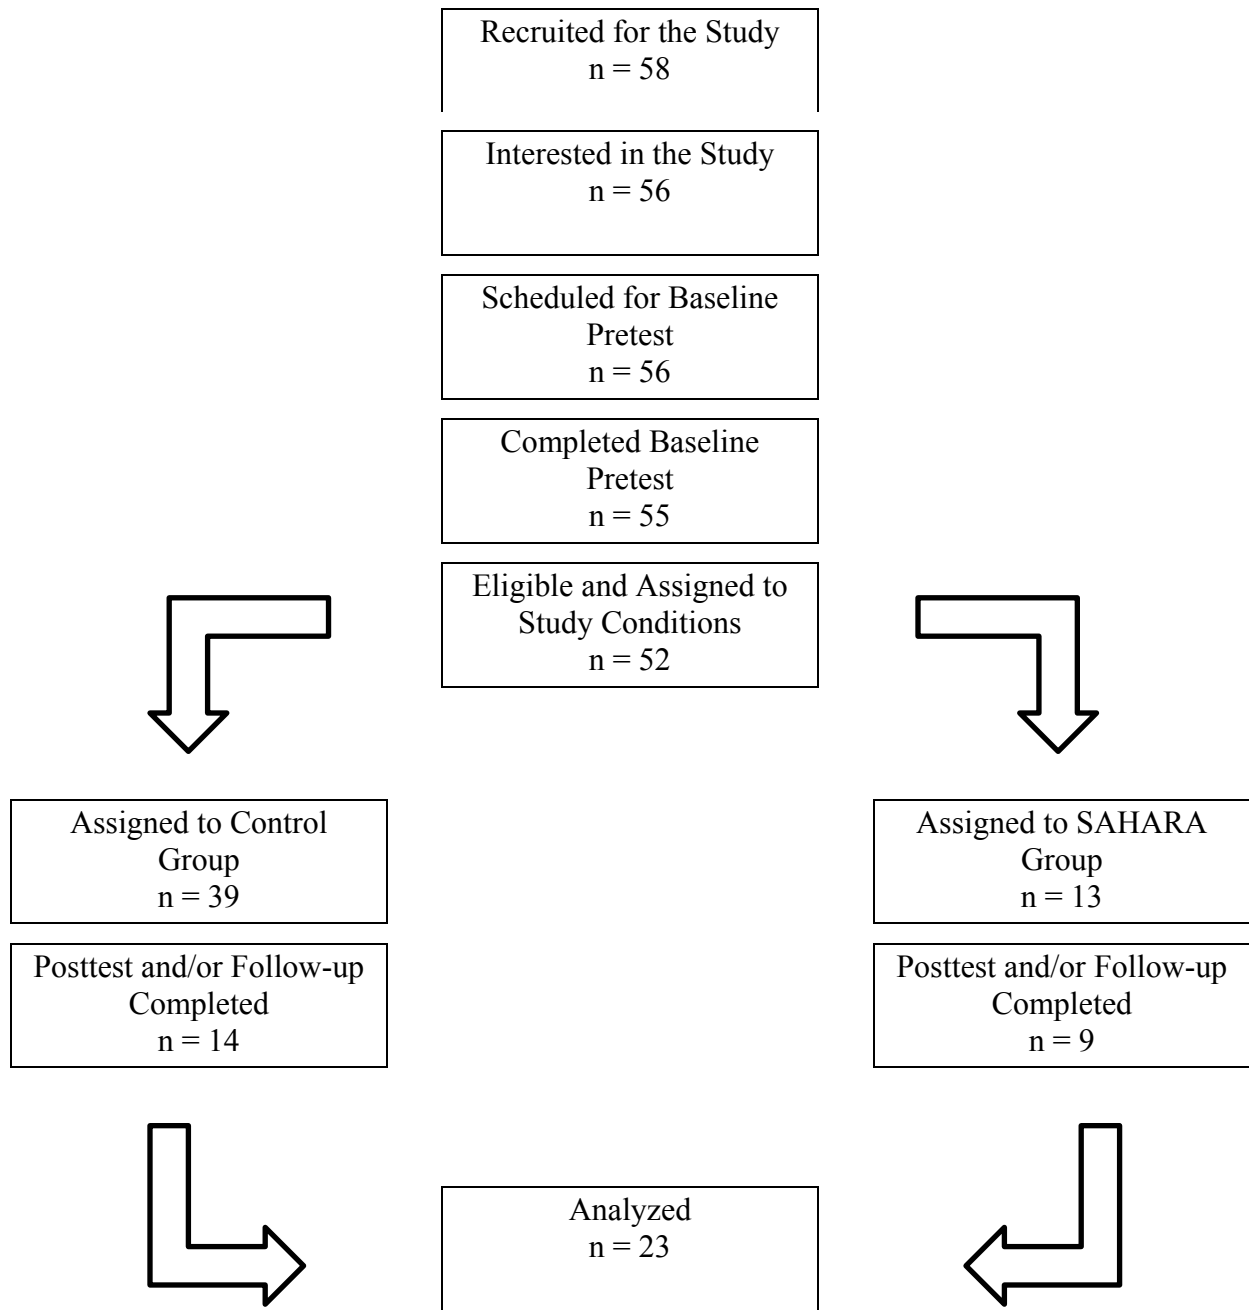 Recruited for the Study
n = 58
Interested in the Study
n = 56
Scheduled for Baseline
Pretest
n = 56
Completed Baseline
Pretest
n = 55
Eligible and Assigned to
Study Conditions
n = 52
Assigned to Control
Group
n = 39
Posttest and/or Follow-up
Completed
n = 14
Assigned to SAHARA
Group
n = 13
Posttest and/or Follow-up
Completed
n = 9
Analyzed
n = 23